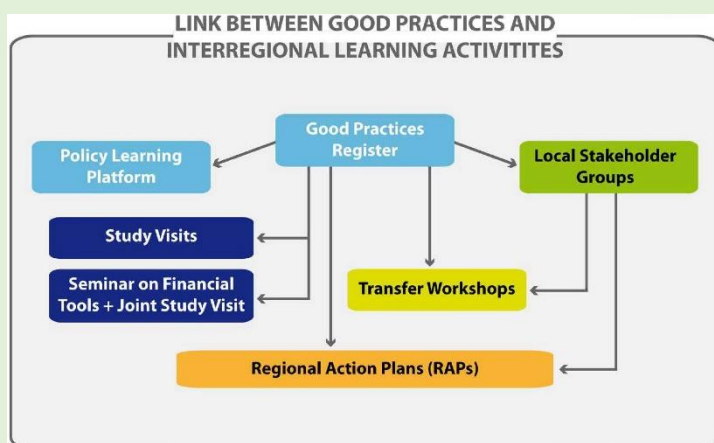 LINK BETWEEN GOOD PRACTICES AND
INTERREGIONAL LEARNING ACTIVITITES
Good Practices
Register
Policy Learning
Platform
Local Stakeholder
Groups
Study Visits
Seminar on Financial
Tools + Joint Study Visit
Transfer Workshops
Regional Action Plans (RAPs)